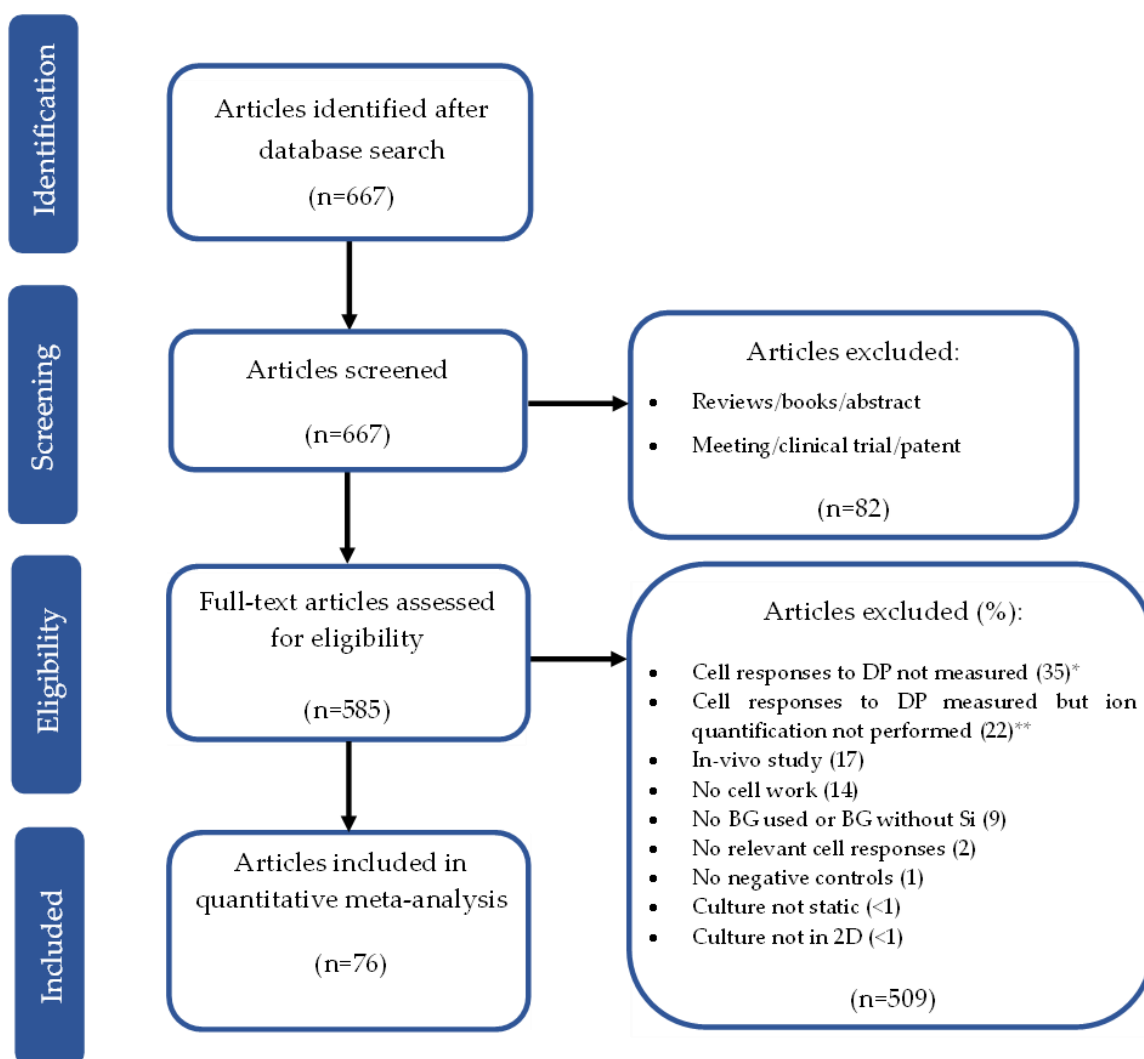 Identification
Articles identified after
database search
(n=667)
Screening
Articles screened
(n=667)
Articles excluded:
• Reviews/books/abstract
• Meeting/clinical trial/patent
(n=82)
Eligibility
Full-text articles assessed
for eligibility
(n=585)
Articles excluded (%):
• Cell responses to DP not measured (35)*
• Cell responses to DP measured but ion
quantification not performed (22)**
• In-vivo study (17)
• No cell work (14)
• No BG used or BG without Si (9)
• No relevant cell responses (2)
• No negative controls (1)
• Culture not static (<1)
• Culture not in 2D (<1)
(n=509)
Included
Articles included in
quantitative meta-analysis
(n=76)